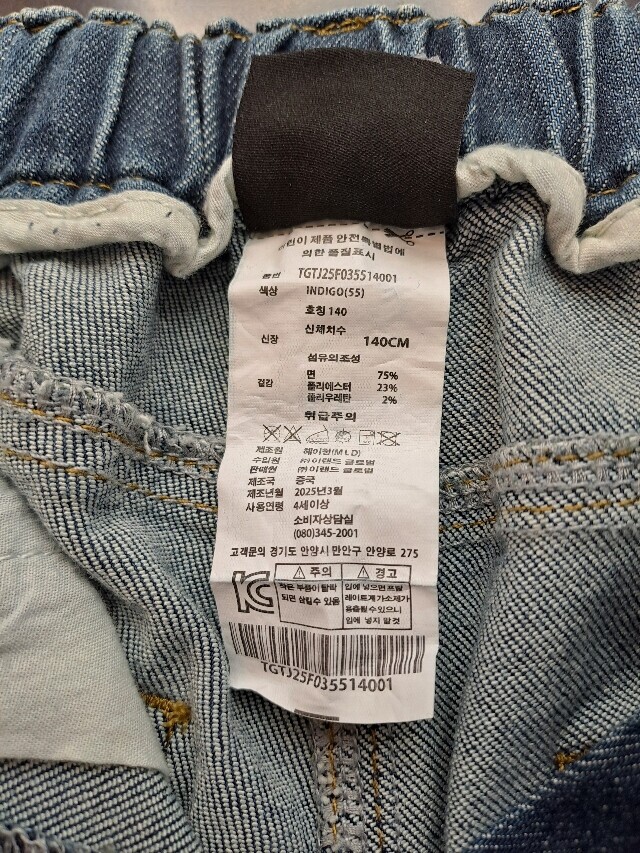 어린이 제품 안전특별법에
의한 품질표시
품번 TGTJ25F035514001
색상 INDIGO(55)
호칭 140
신체치수
신장 140CM
섬유의조성
겉감 면 75%
폴리에스터 23%
폴리우레탄 2%
취급주의
제조원
수입원 ㈜이랜드 글로벌
판매원 ㈜이랜드 글로벌
제조국 중국
제조년월 2025년3월
사용연령 4세이상
소비자상담실
(080)345-2001
고객문의 경기도 안양시 만안구 안양로 275
주의
작은 부품이 탈락
되면 삼킬수 있음
경고
입에 넣으면 프탈
레이트계가소제가
용출될수있으니
입에 넣지 말 것
KC
TGTJ25F035514001